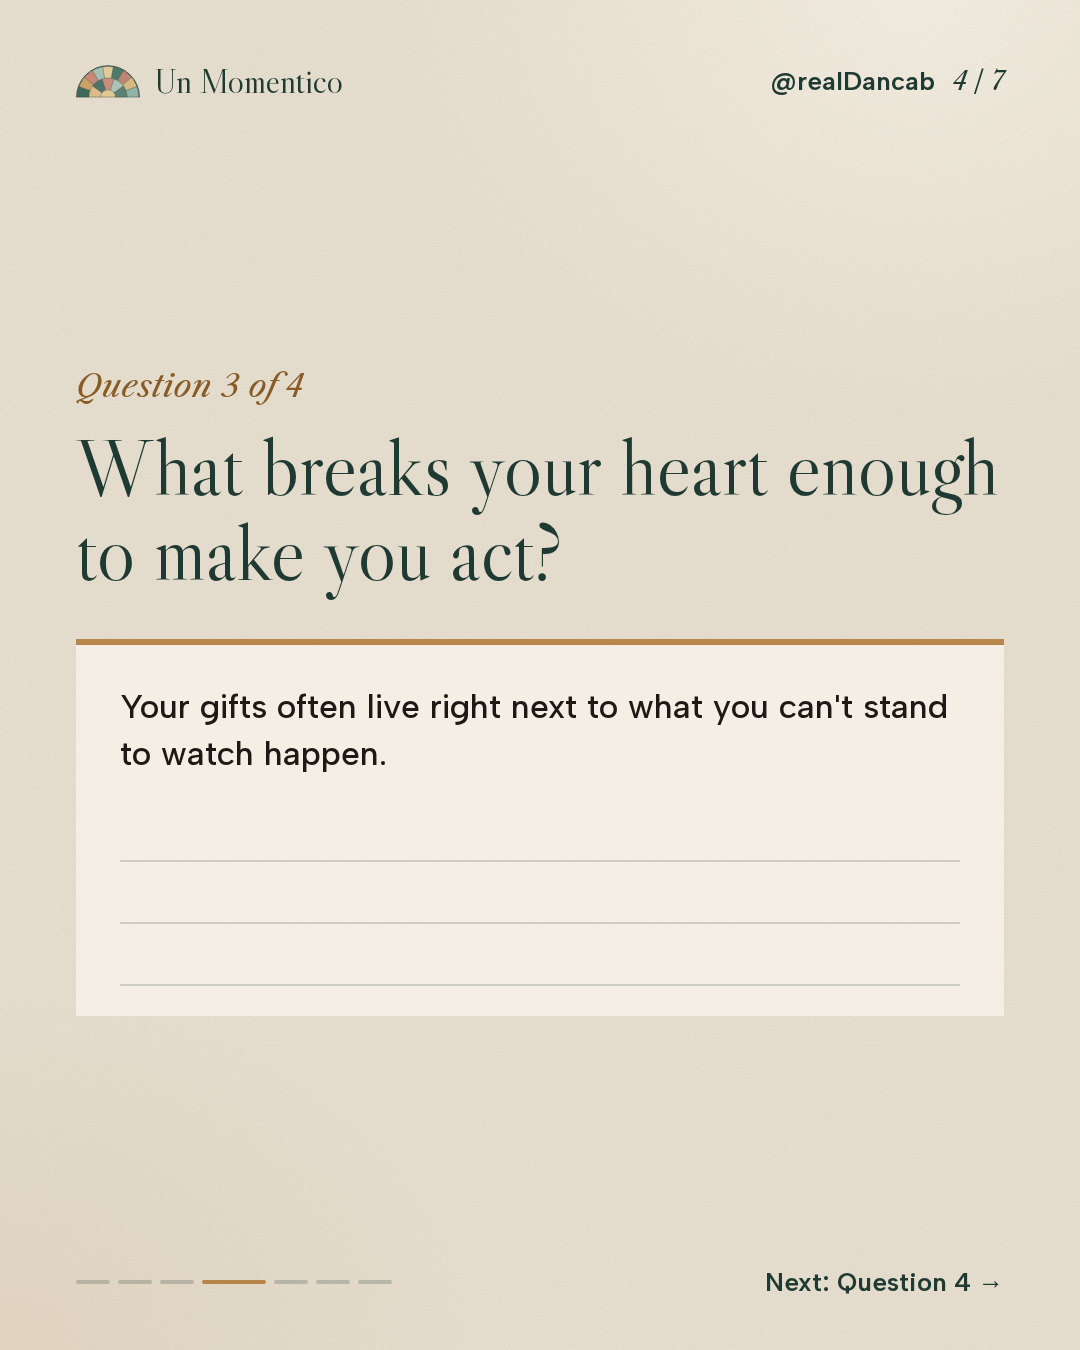 Un Momentico
@realDancab 4 / 7
Question 3 of 4
What breaks your heart enough
to make you act?
Your gifts often live right next to what you can't stand
to watch happen.
Next: Question 4 →